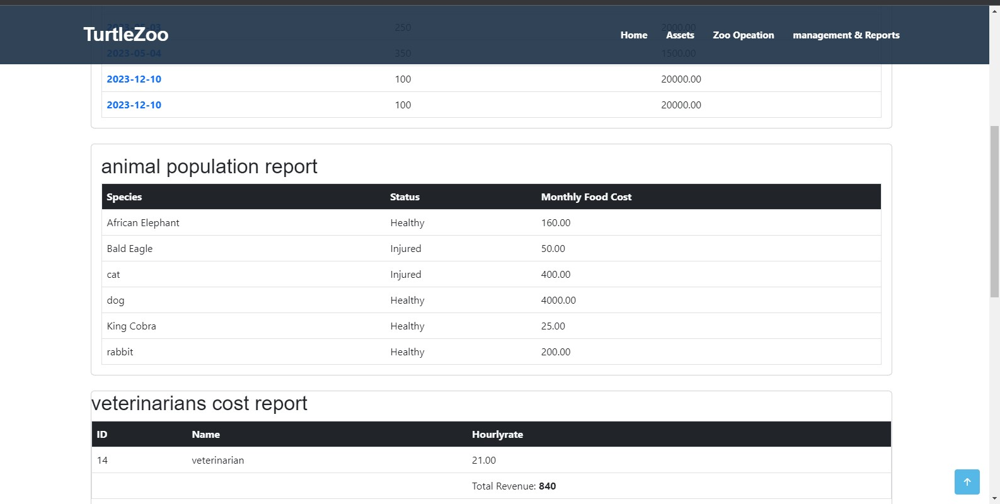 TurtleZoo Home Assets Zoo Opeation management & Reports
2023-05-03 250 2000.00
2023-05-04 350 1500.00
2023-12-10 100 20000.00
2023-12-10 100 20000.00
animal population report
Species Status Monthly Food Cost
African Elephant Healthy 160.00
Bald Eagle Injured 50.00
cat Injured 400.00
dog Healthy 4000.00
King Cobra Healthy 25.00
rabbit Healthy 200.00
veterinarians cost report
ID Name Hourlyrate
14 veterinarian 21.00
Total Revenue: 840